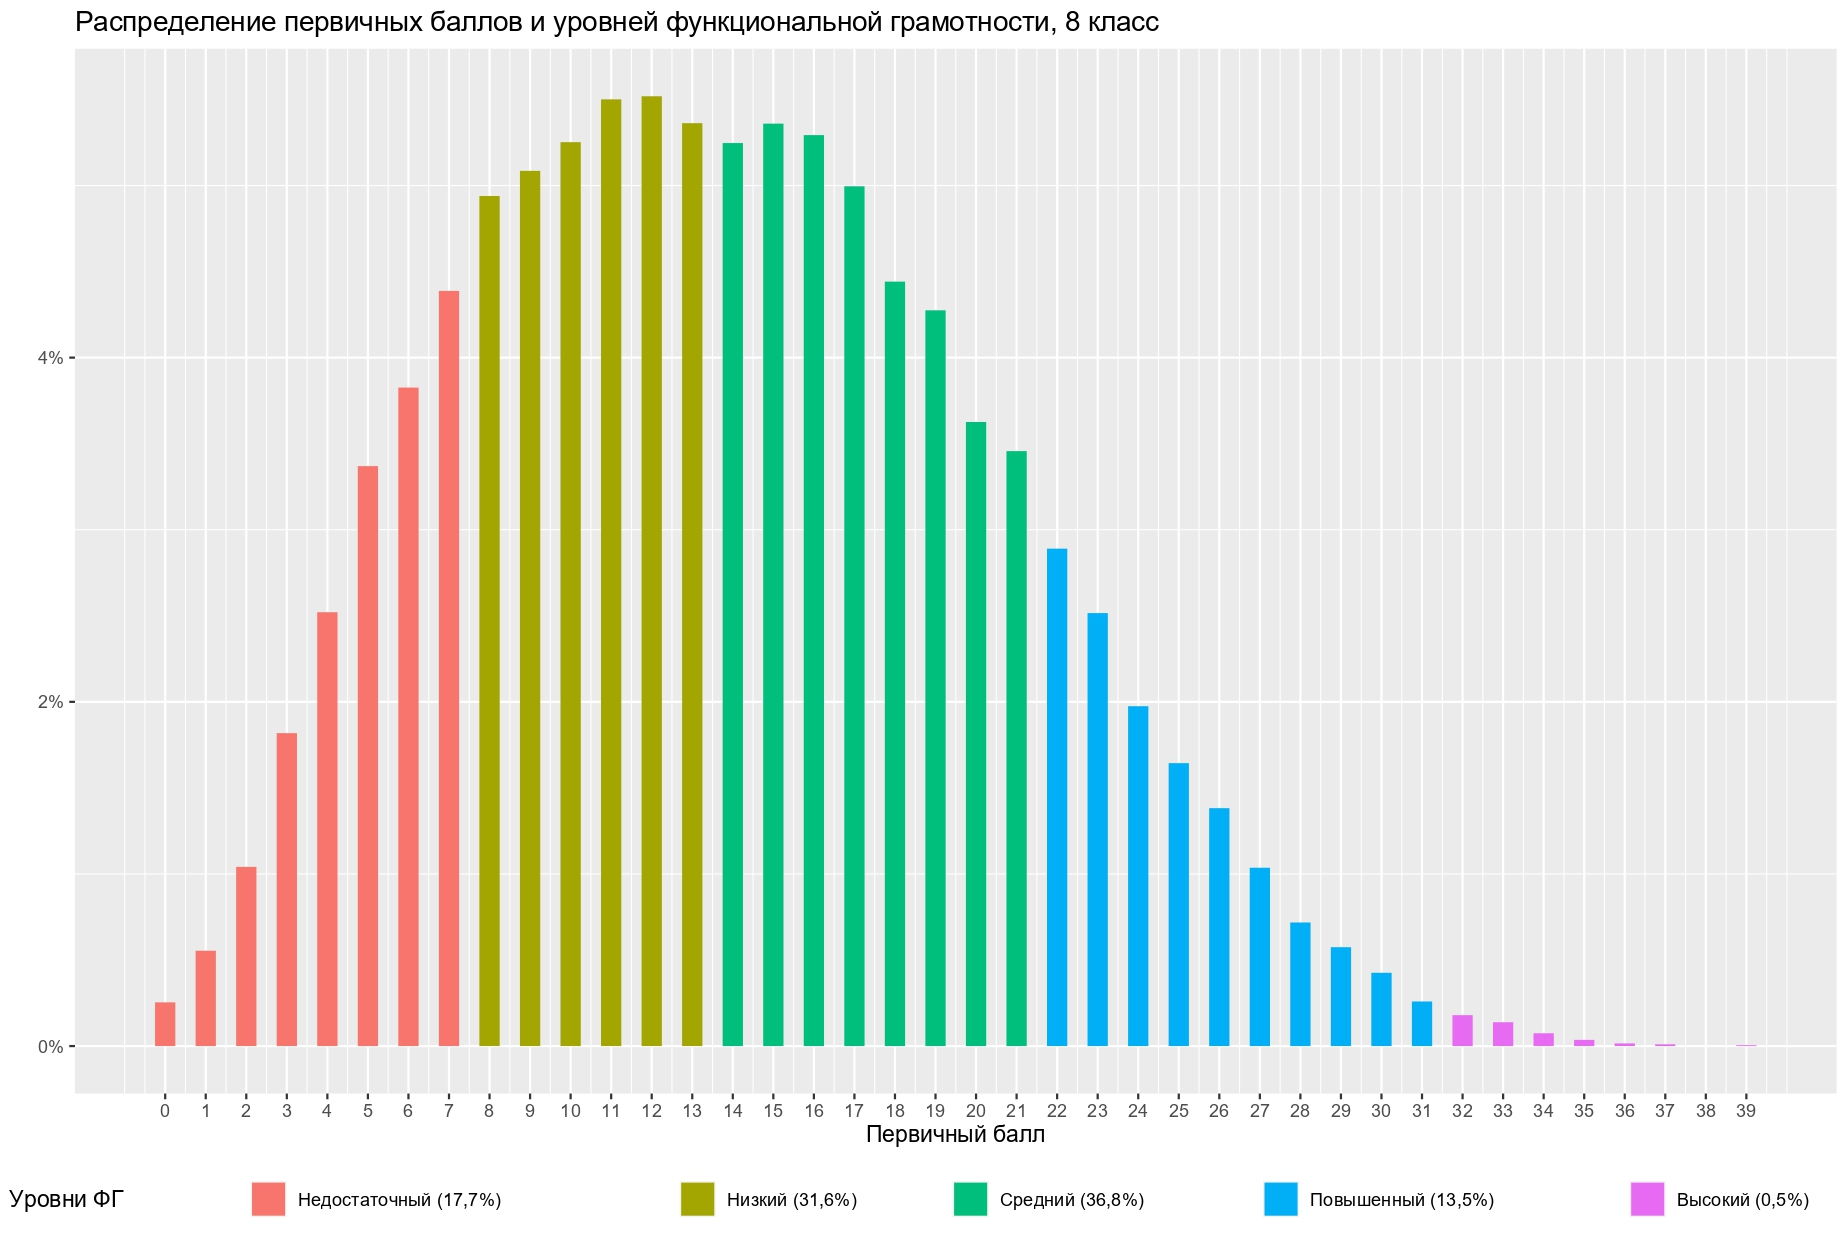 Распределение первичных баллов и уровней функциональной грамотности, 8 класс
4%
2%
0%
0 1 2 3 4 5 6 7 8 9 10 11 12 13 14 15 16 17 18 19 20 21 22 23 24 25 26 27 28 29 30 31 32 33 34 35 36 37 38 39
Первичный балл
Уровни ФГ Недостаточный (17,7%) Низкий (31,6%) Средний (36,8%) Повышенный (13,5%) Высокий (0,5%)